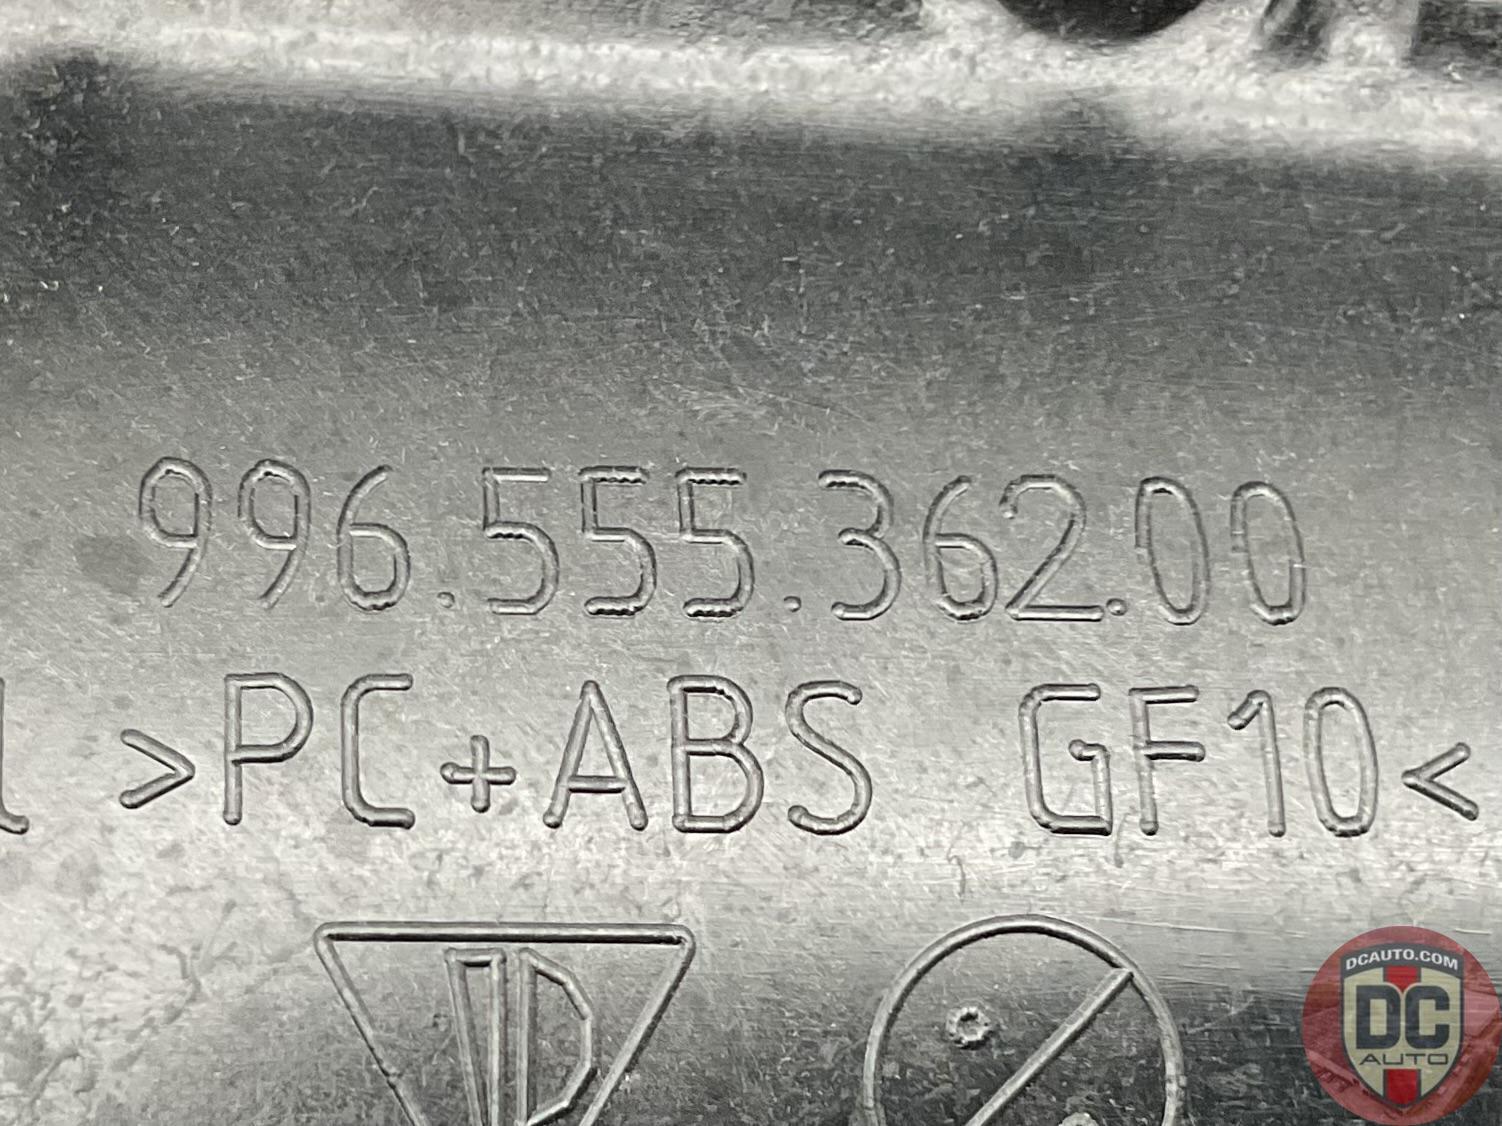 996.555.362.00
>PC+ABS GF10<
DCAUTO.COM
DC
AUTO